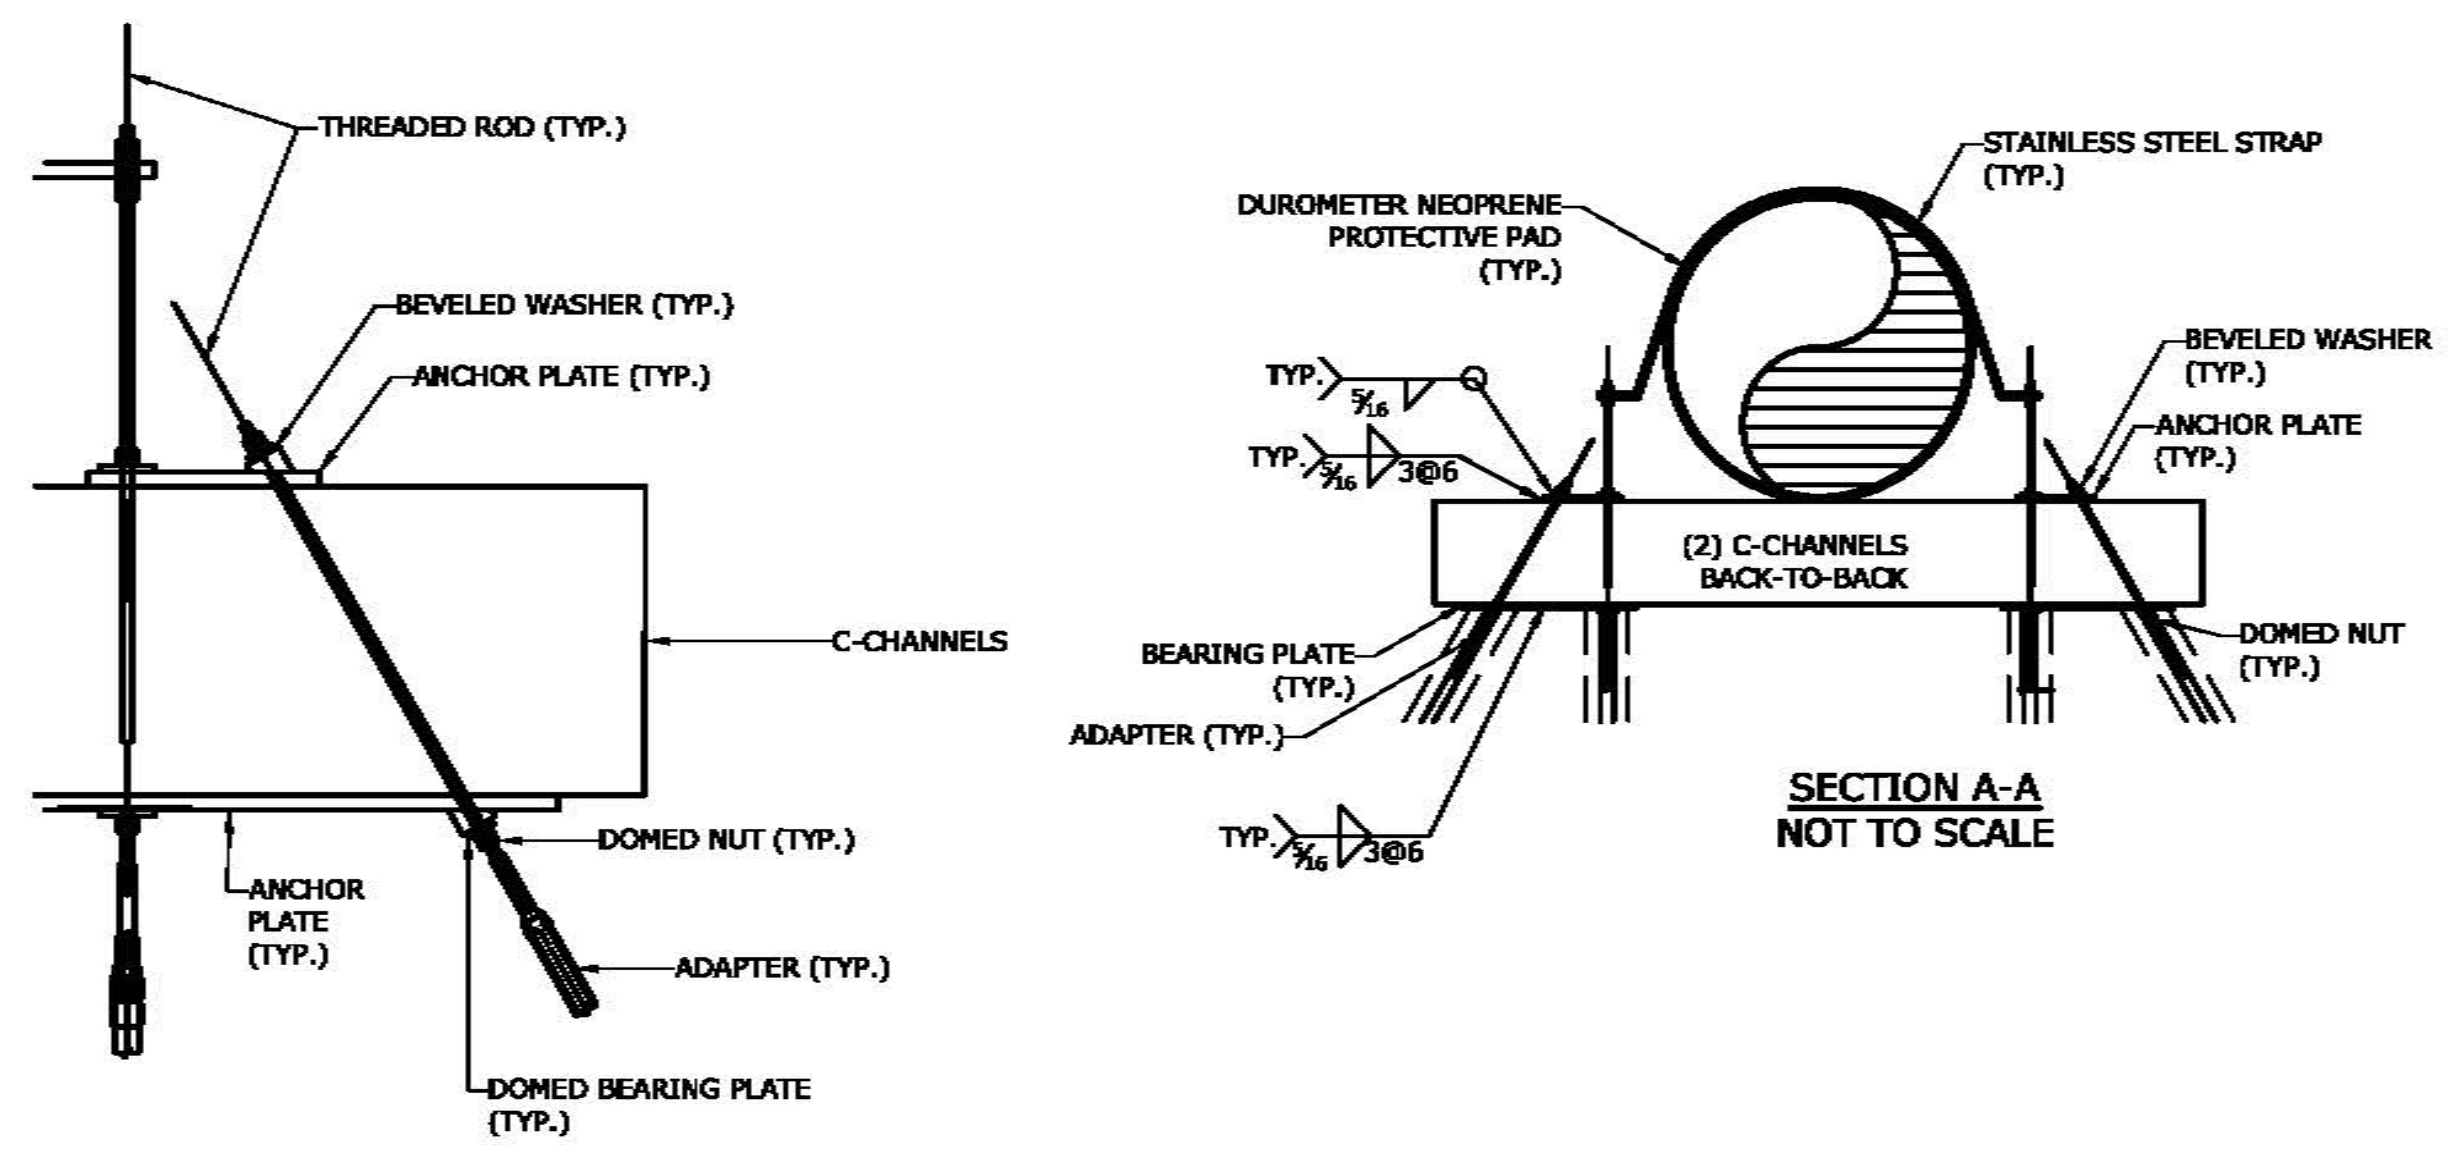 THREADED ROD (TYP.)
BEVELED WASHER (TYP.)
ANCHOR PLATE (TYP.)
C-CHANNELS
DOMED NUT (TYP.)
ANCHOR
PLATE
(TYP.)
ADAPTER (TYP.)
DOMED BEARING PLATE
(TYP.)
STAINLESS STEEL STRAP
(TYP.)
DUROMETER NEOPRENE
PROTECTIVE PAD
(TYP.)
TYP.
5/16
TYP.
5/16
3@6
BEVELED WASHER
(TYP.)
ANCHOR PLATE
(TYP.)
(2) C-CHANNELS
BACK-TO-BACK
BEARING PLATE
(TYP.)
ADAPTER (TYP.)
DOMED NUT
(TYP.)
TYP.
5/16
3@6
SECTION A-A
NOT TO SCALE